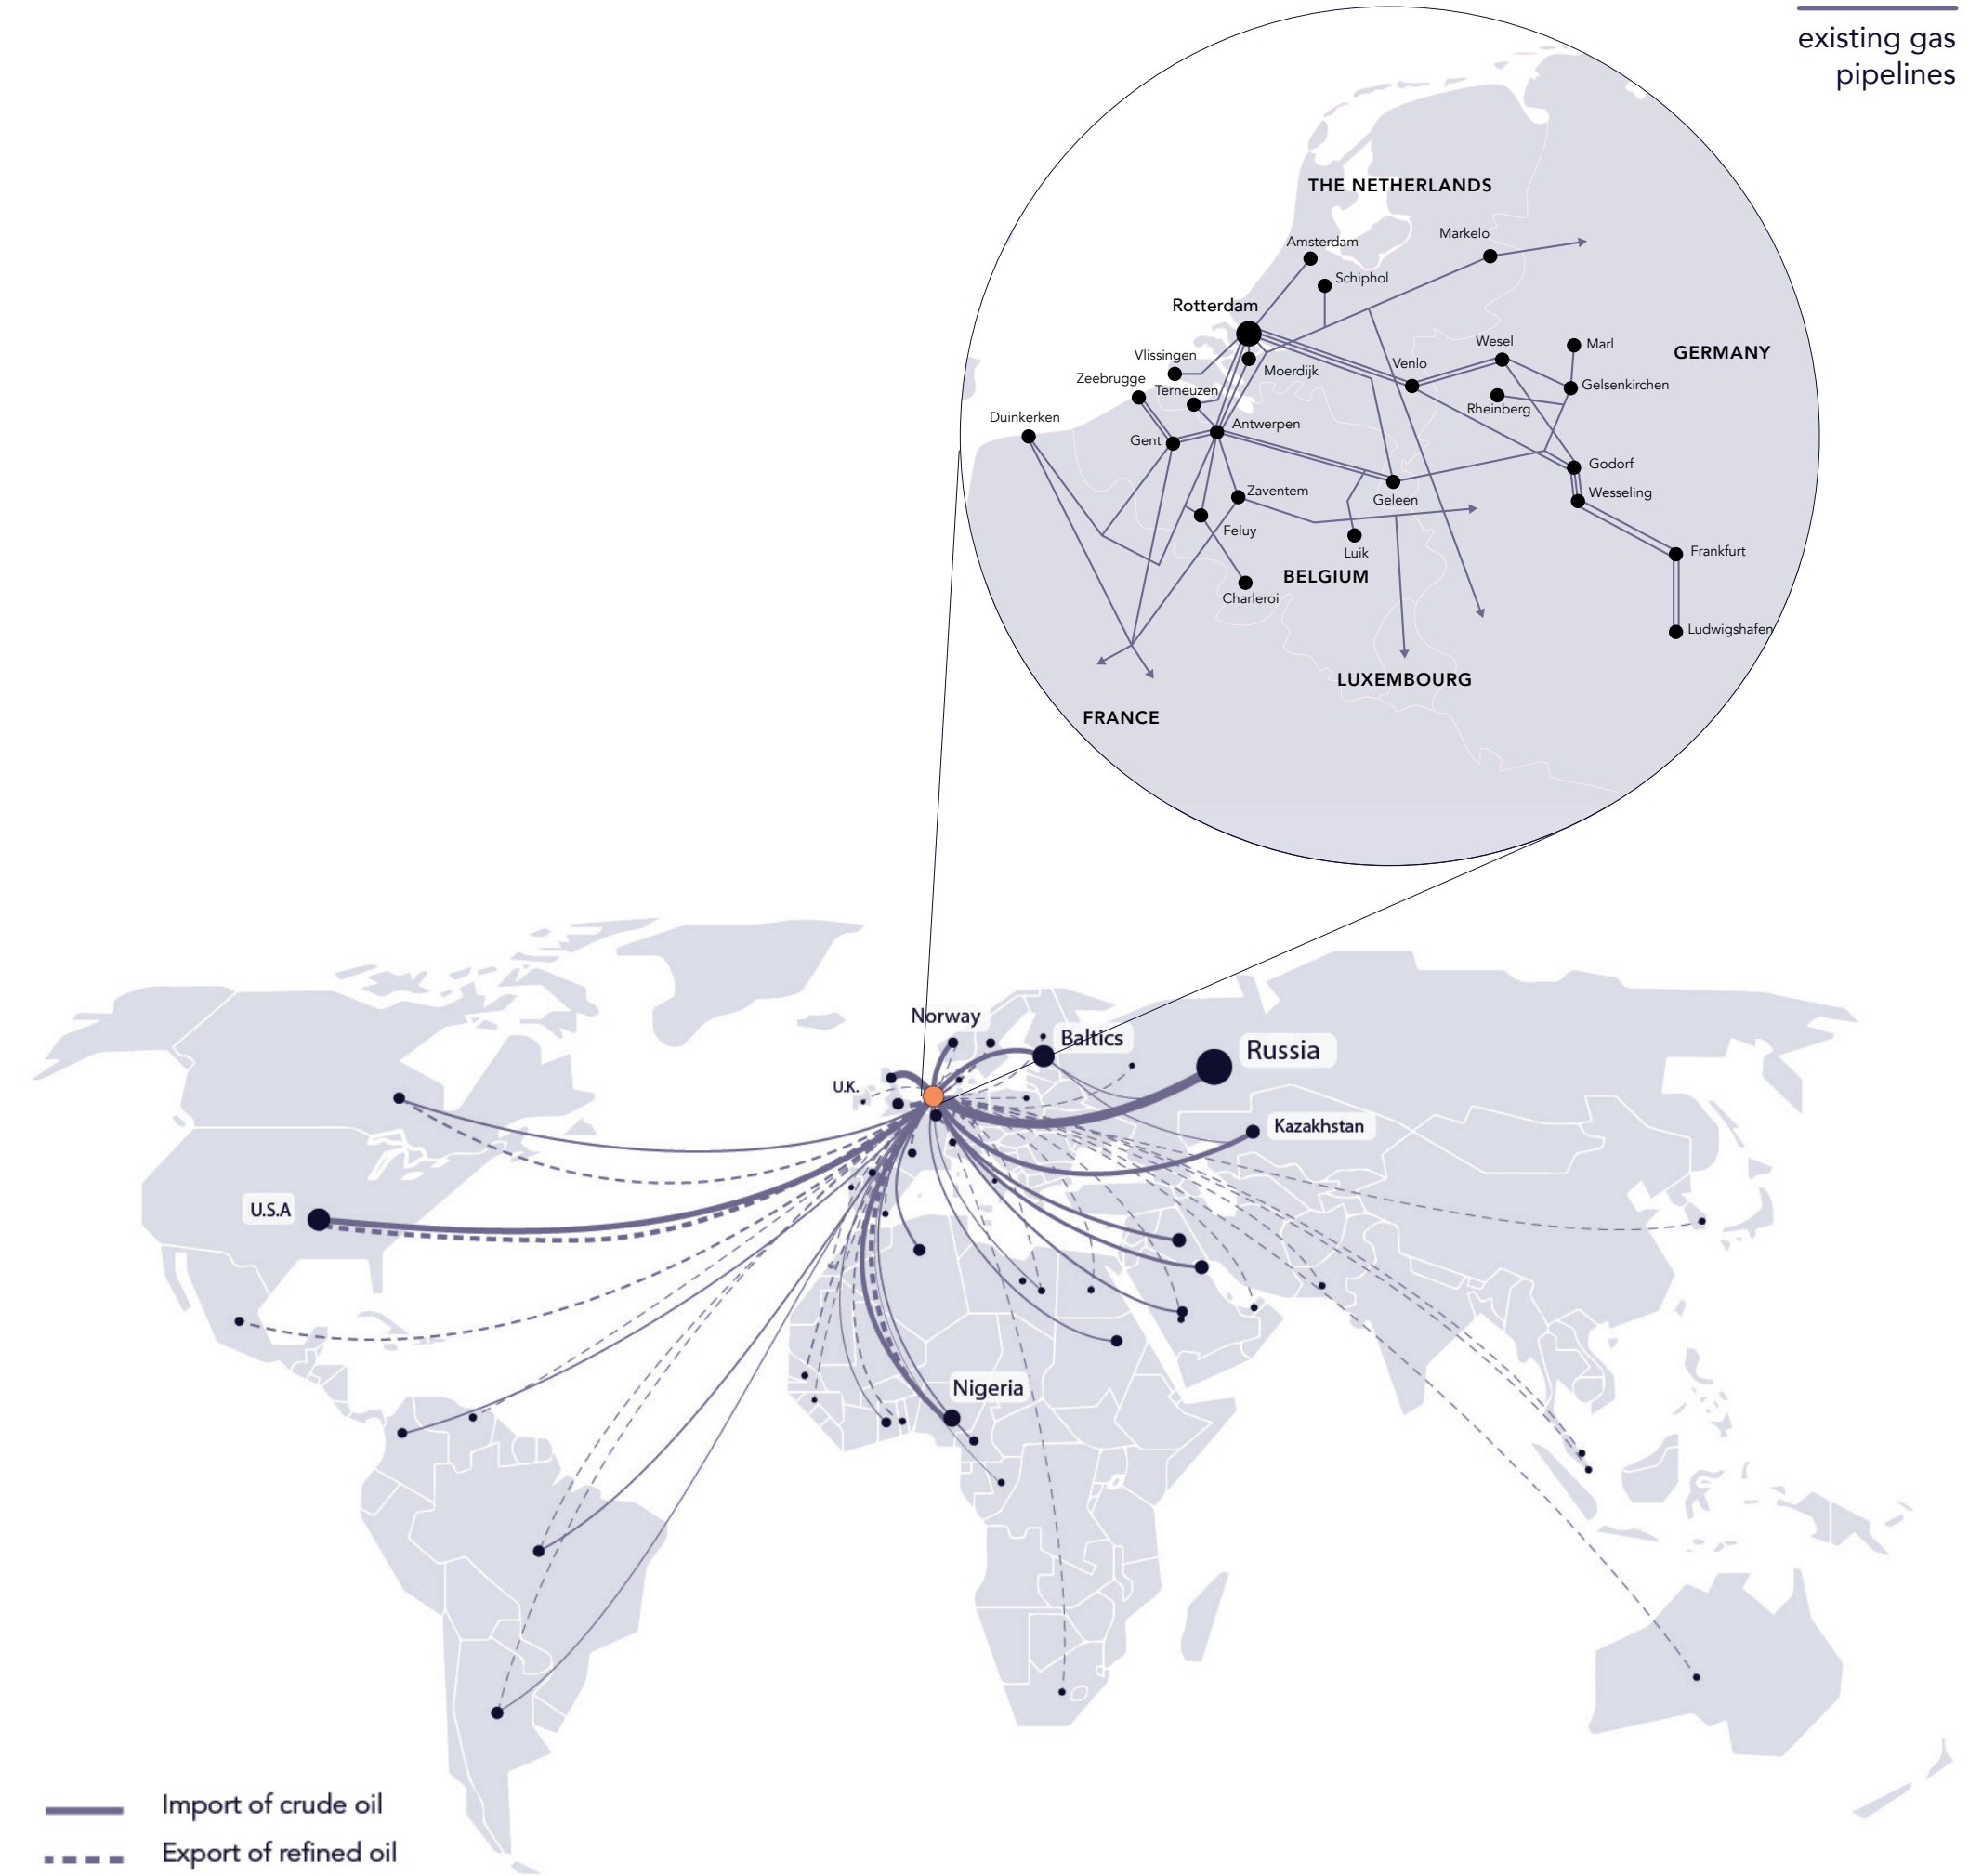 existing gas
pipelines
THE NETHERLANDS
Amsterdam
Markelo
Schiphol
Rotterdam
Wesel
Marl
Vlissingen
Venlo
GERMANY
Moerdijk
Zeebrugge
Terneuzen
Gelsenkirchen
Rheinberg
Duinkerken
Antwerpen
Gent
Godorf
Zaventem
Wesseling
Geleen
Feluy
Luik
Frankfurt
BELGIUM
Charleroi
Ludwigshafen
LUXEMBOURG
FRANCE
Norway
Baltics
Russia
U.K.
Kazakhstan
U.S.A
Nigeria
Import of crude oil
Export of refined oil